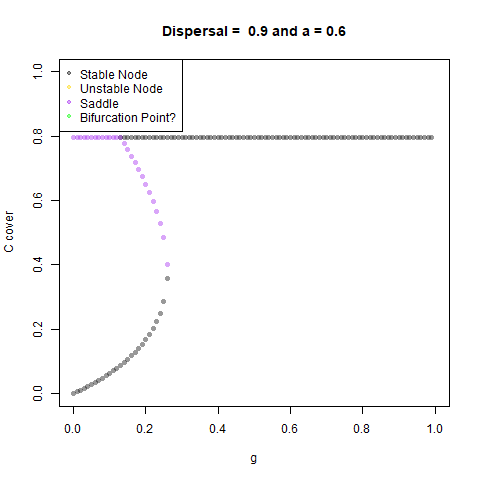 Dispersal =  0.9 and a = 0.6
Stable Node
Unstable Node
Saddle
Bifurcation Point?
C cover
1.0
0.8
0.6
0.4
0.2
0.0
0.0 0.2 0.4 0.6 0.8 1.0
g